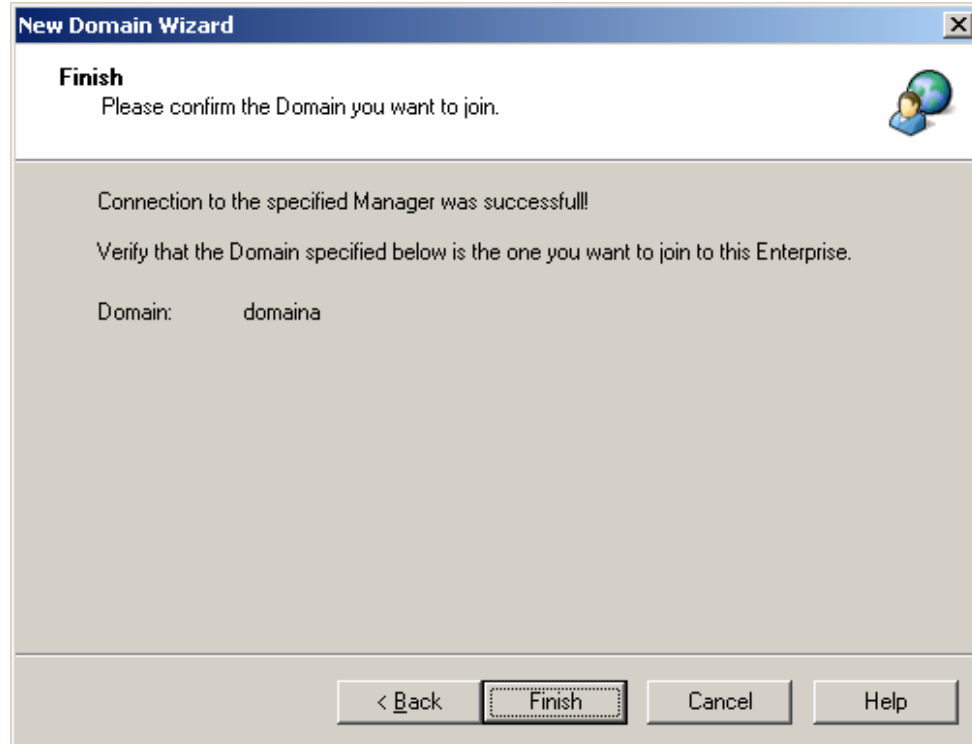 New Domain Wizard
Finish
Please confirm the Domain you want to join.
Connection to the specified Manager was successfull!
Verify that the Domain specified below is the one you want to join to this Enterprise.
Domain: domaina
< Back Finish Cancel Help